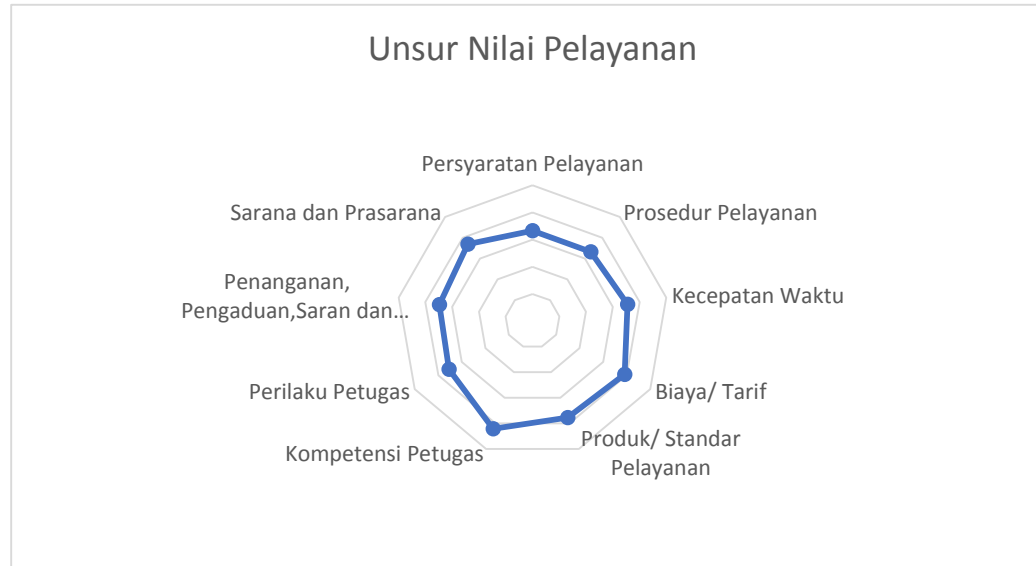 Unsur Nilai Pelayanan
Persyaratan Pelayanan
Prosedur Pelayanan
Kecepatan Waktu
Biaya/ Tarif
Produk/ Standar
Pelayanan
Kompetensi Petugas
Perilaku Petugas
Penanganan,
Pengaduan,Saran dan...
Sarana dan Prasarana